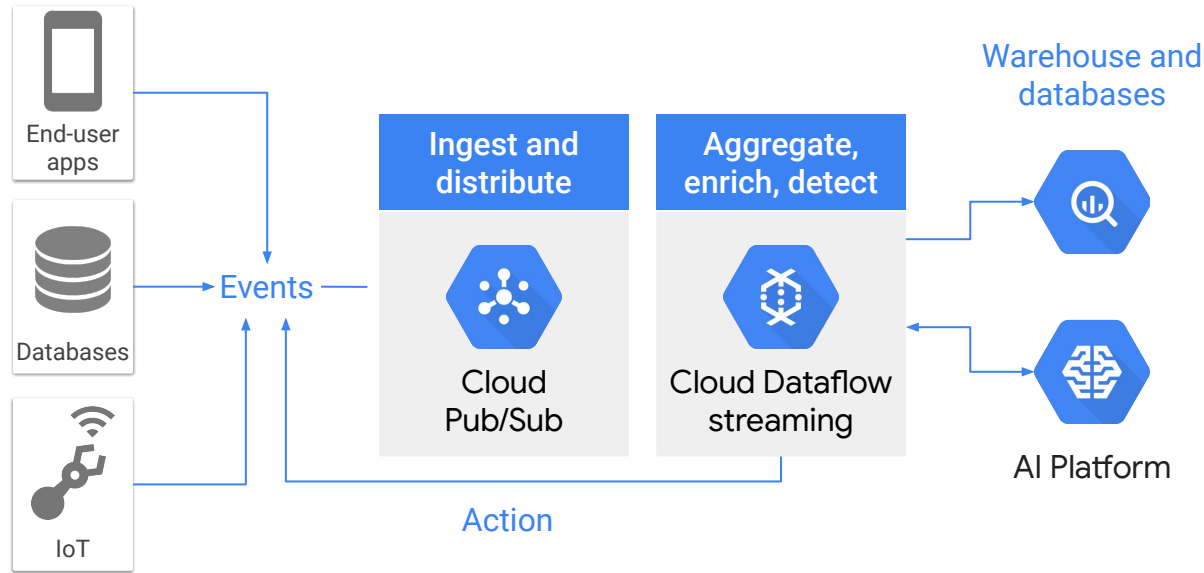 End-user
apps
Databases
IoT
Events
Ingest and
distribute
Cloud
Pub/Sub
Aggregate,
enrich, detect
Cloud Dataflow
streaming
Action
Warehouse and
databases
AI Platform